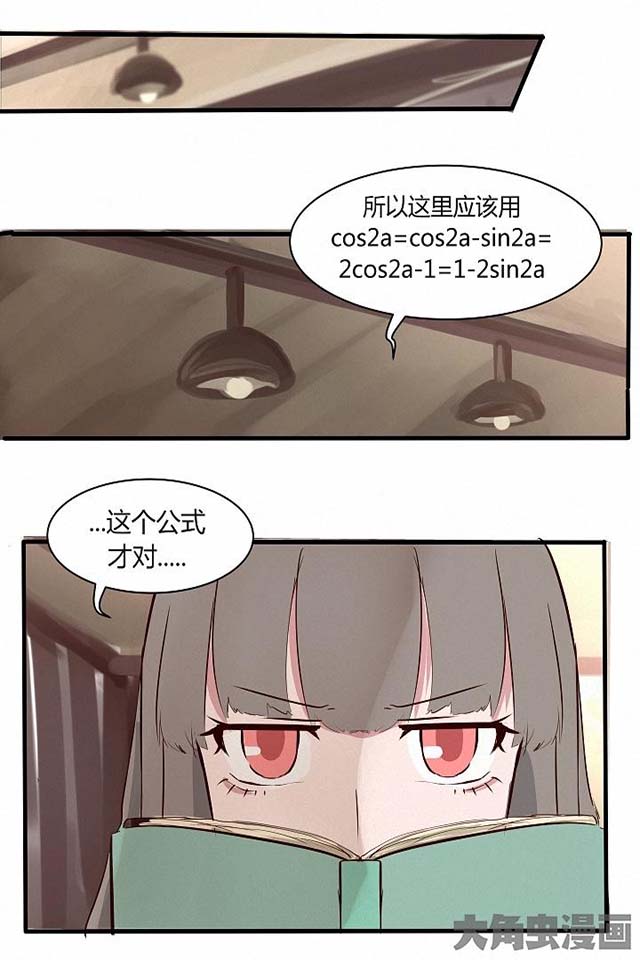 所以这里应该用
cos2a=cos2a-sin2a=
2cos2a-1=1-2sin2a
...这个公式
才对.....
大角虫漫画